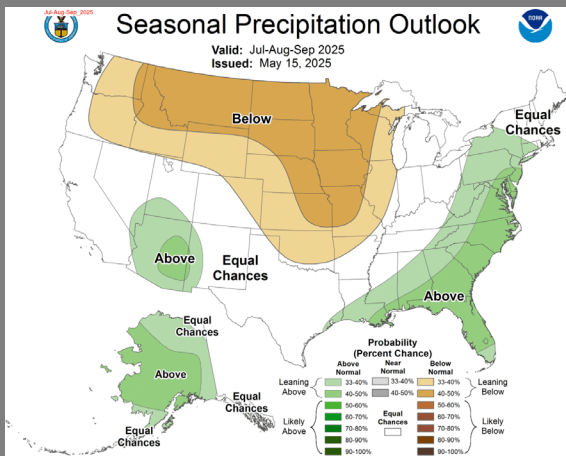 Jul-Aug-Sep_2025
Seasonal Precipitation Outlook
NOAA
Valid: Jul-Aug-Sep 2025
Issued: May 15, 2025
Below
Equal
Chances
Above
Equal
Chances
Above
Equal
Chances
Above
Equal
Chances
Equal
Chances
Probability
(Percent Chance)
Above
Normal
Near
Normal
Below
Normal
Leaning
Above
33-40% 33-40% 33-40%
40-50% 40-50% 40-50%
Leaning
Below
Likely
Above
50-60% 50-60%
60-70% 60-70%
70-80% 70-80%
80-90% 80-90%
90-100% 90-100%
Equal
Chances
Likely
Below